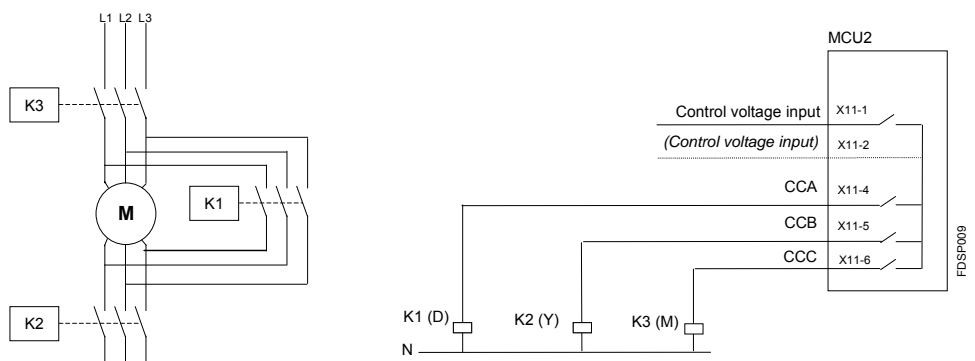 L1 L2 L3
K3
K1
M
K2
MCU2
Control voltage input X11-1
(Control voltage input) X11-2
CCA X11-4
CCB X11-5
CCC X11-6
K1 (D) K2 (Y) K3 (M)
N
FDSP009